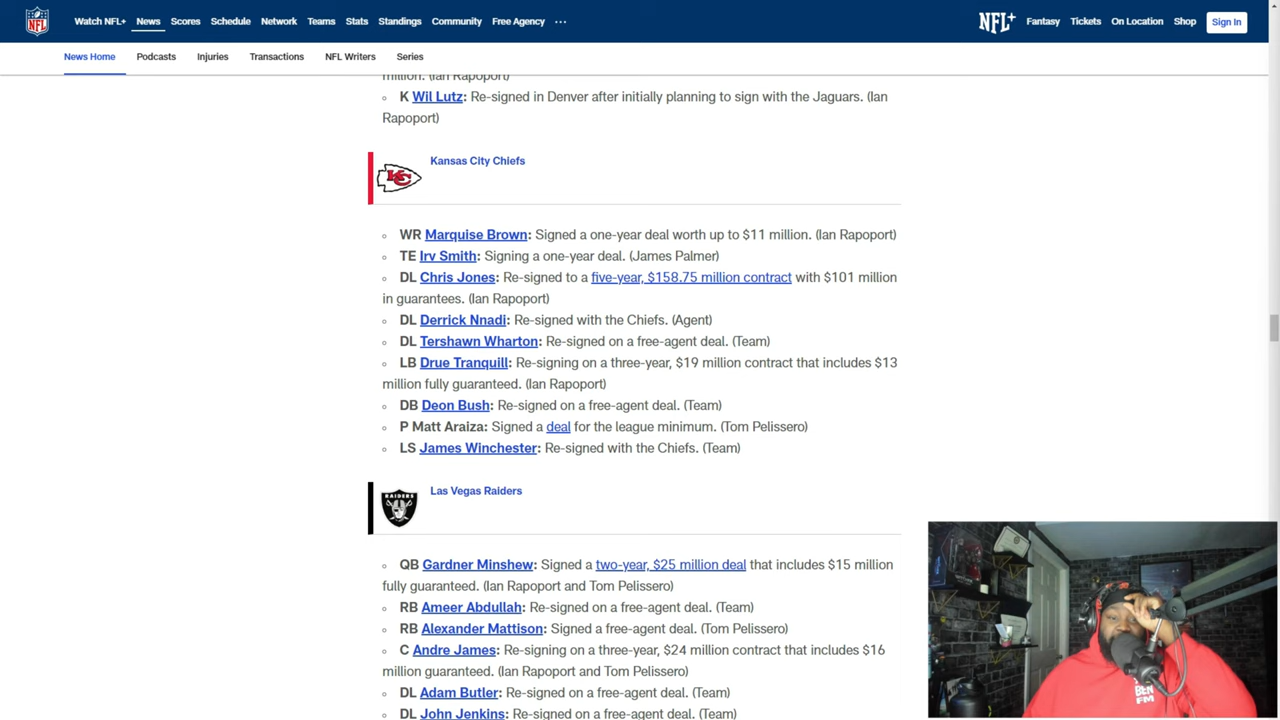 NFL
Watch NFL+ News Scores Schedule Network Teams Stats Standings Community Free Agency ...
NFL+ Fantasy Tickets On Location Shop Sign In
News Home Podcasts Injuries Transactions NFL Writers Series
million. (Ian Rapoport)
K Wil Lutz: Re-signed in Denver after initially planning to sign with the Jaguars. (Ian
Rapoport)
Kansas City Chiefs
KC
WR Marquise Brown: Signed a one-year deal worth up to $11 million. (Ian Rapoport)
TE Irv Smith: Signing a one-year deal. (James Palmer)
DL Chris Jones: Re-signed to a five-year, $158.75 million contract with $101 million
in guarantees. (Ian Rapoport)
DL Derrick Nnadi: Re-signed with the Chiefs. (Agent)
DL Tershawn Wharton: Re-signed on a free-agent deal. (Team)
LB Drue Tranquill: Re-signing on a three-year, $19 million contract that includes $13
million fully guaranteed. (Ian Rapoport)
DB Deon Bush: Re-signed on a free-agent deal. (Team)
P Matt Araiza: Signed a deal for the league minimum. (Tom Pelissero)
LS James Winchester: Re-signed with the Chiefs. (Team)
Las Vegas Raiders
RAIDERS
QB Gardner Minshew: Signed a two-year, $25 million deal that includes $15 million
fully guaranteed. (Ian Rapoport and Tom Pelissero)
RB Ameer Abdullah: Re-signed on a free-agent deal. (Team)
RB Alexander Mattison: Signed a free-agent deal. (Tom Pelissero)
C Andre James: Re-signing on a three-year, $24 million contract that includes $16
million guaranteed. (Ian Rapoport and Tom Pelissero)
DL Adam Butler: Re-signed on a free-agent deal. (Team)
DL John Jenkins: Re-signed on a free-agent deal. (Team)
BEN
FM